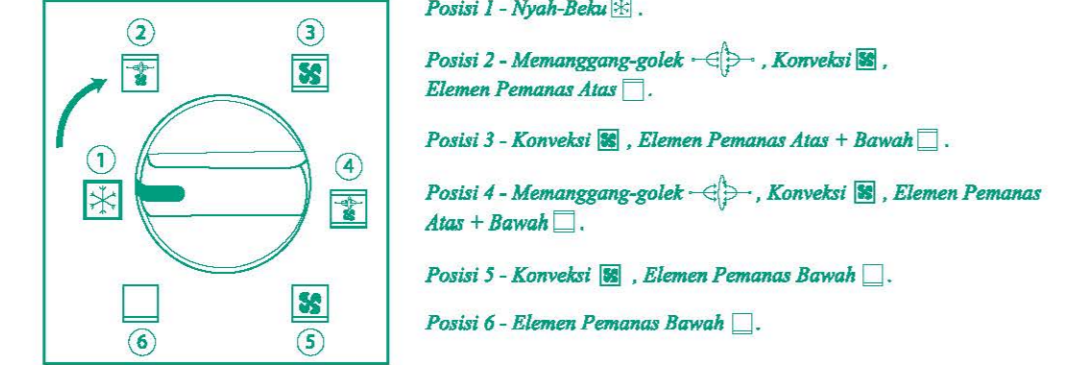 2
3
1
4
6
5
Posisi 1 - Nyah-Beku .
Posisi 2 - Memanggang-golek , Konveksi ,
Elemen Pemanas Atas .
Posisi 3 - Konveksi , Elemen Pemanas Atas + Bawah .
Posisi 4 - Memanggang-golek , Konveksi , Elemen Pemanas
Atas + Bawah .
Posisi 5 - Konveksi , Elemen Pemanas Bawah .
Posisi 6 - Elemen Pemanas Bawah .